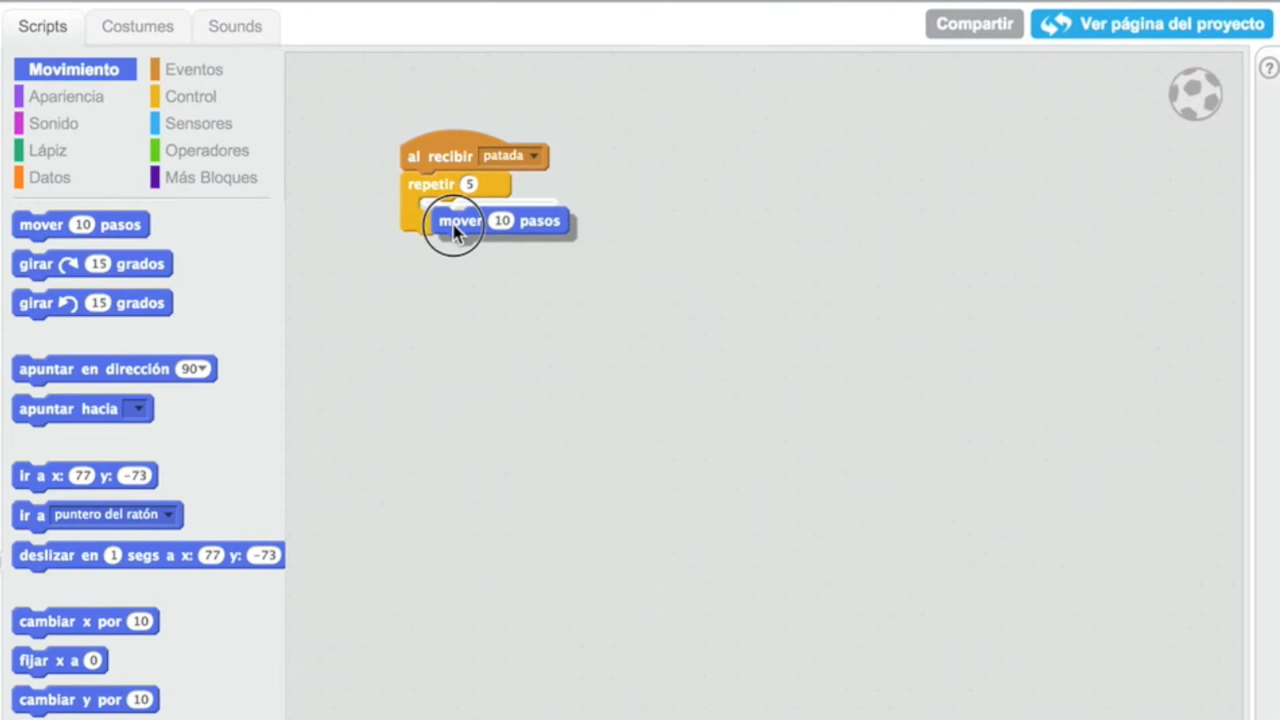 Scripts Costumes Sounds
Compartir Ver página del proyecto
?
Movimiento Eventos
Apariencia Control
Sonido Sensores
Lápiz Operadores
Datos Más Bloques
mover 10 pasos
girar 15 grados
girar 15 grados
apuntar en dirección 90
apuntar hacia
ir a x: 77 y: -73
ir a puntero del ratón
deslizar en 1 segs a x: 77 y: -73
cambiar x por 10
fijar x a 0
cambiar y por 10
al recibir patada
repetir 5
mover 10 pasos